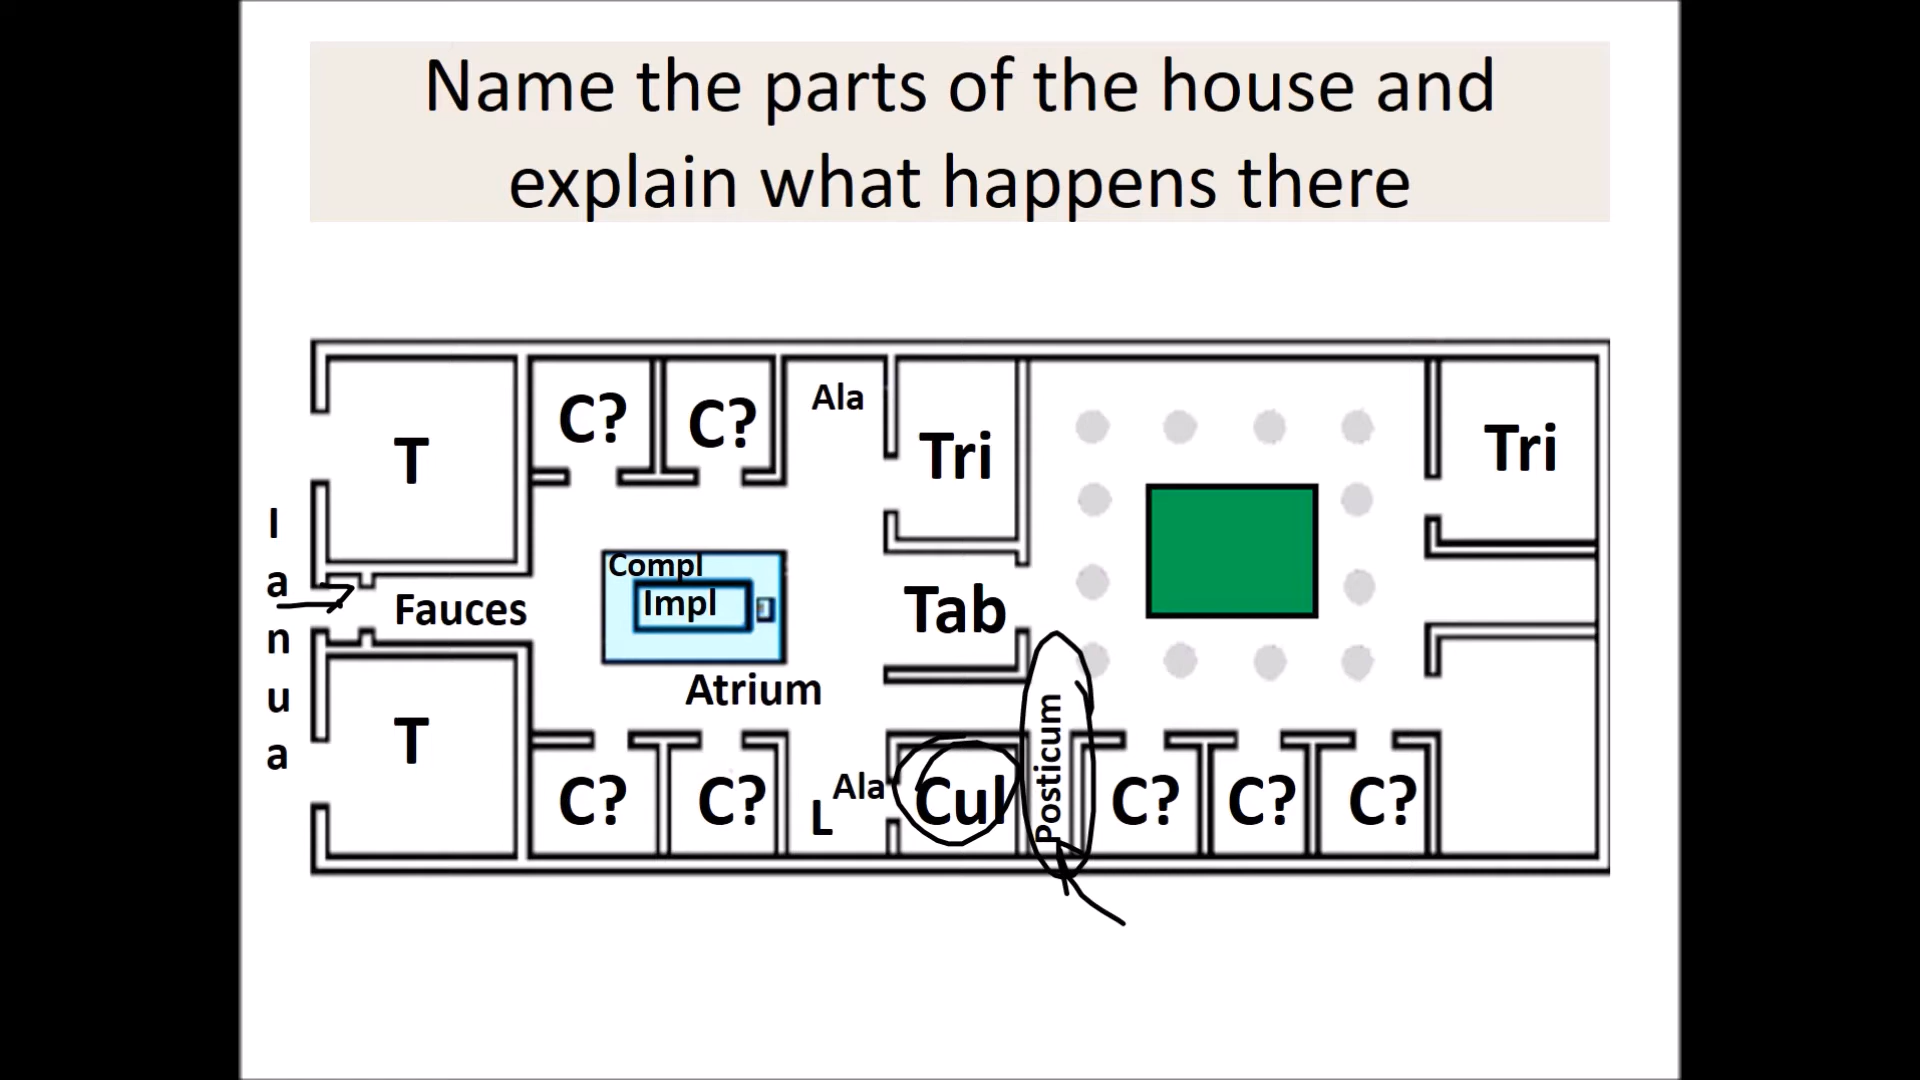 Name the parts of the house and
explain what happens there
T
C?
C?
Ala
Tri
Tri
Ianua
Fauces
Compl
Impl
Tab
Atrium
T
C?
C?
L
Ala
Cul
Posticum
C?
C?
C?